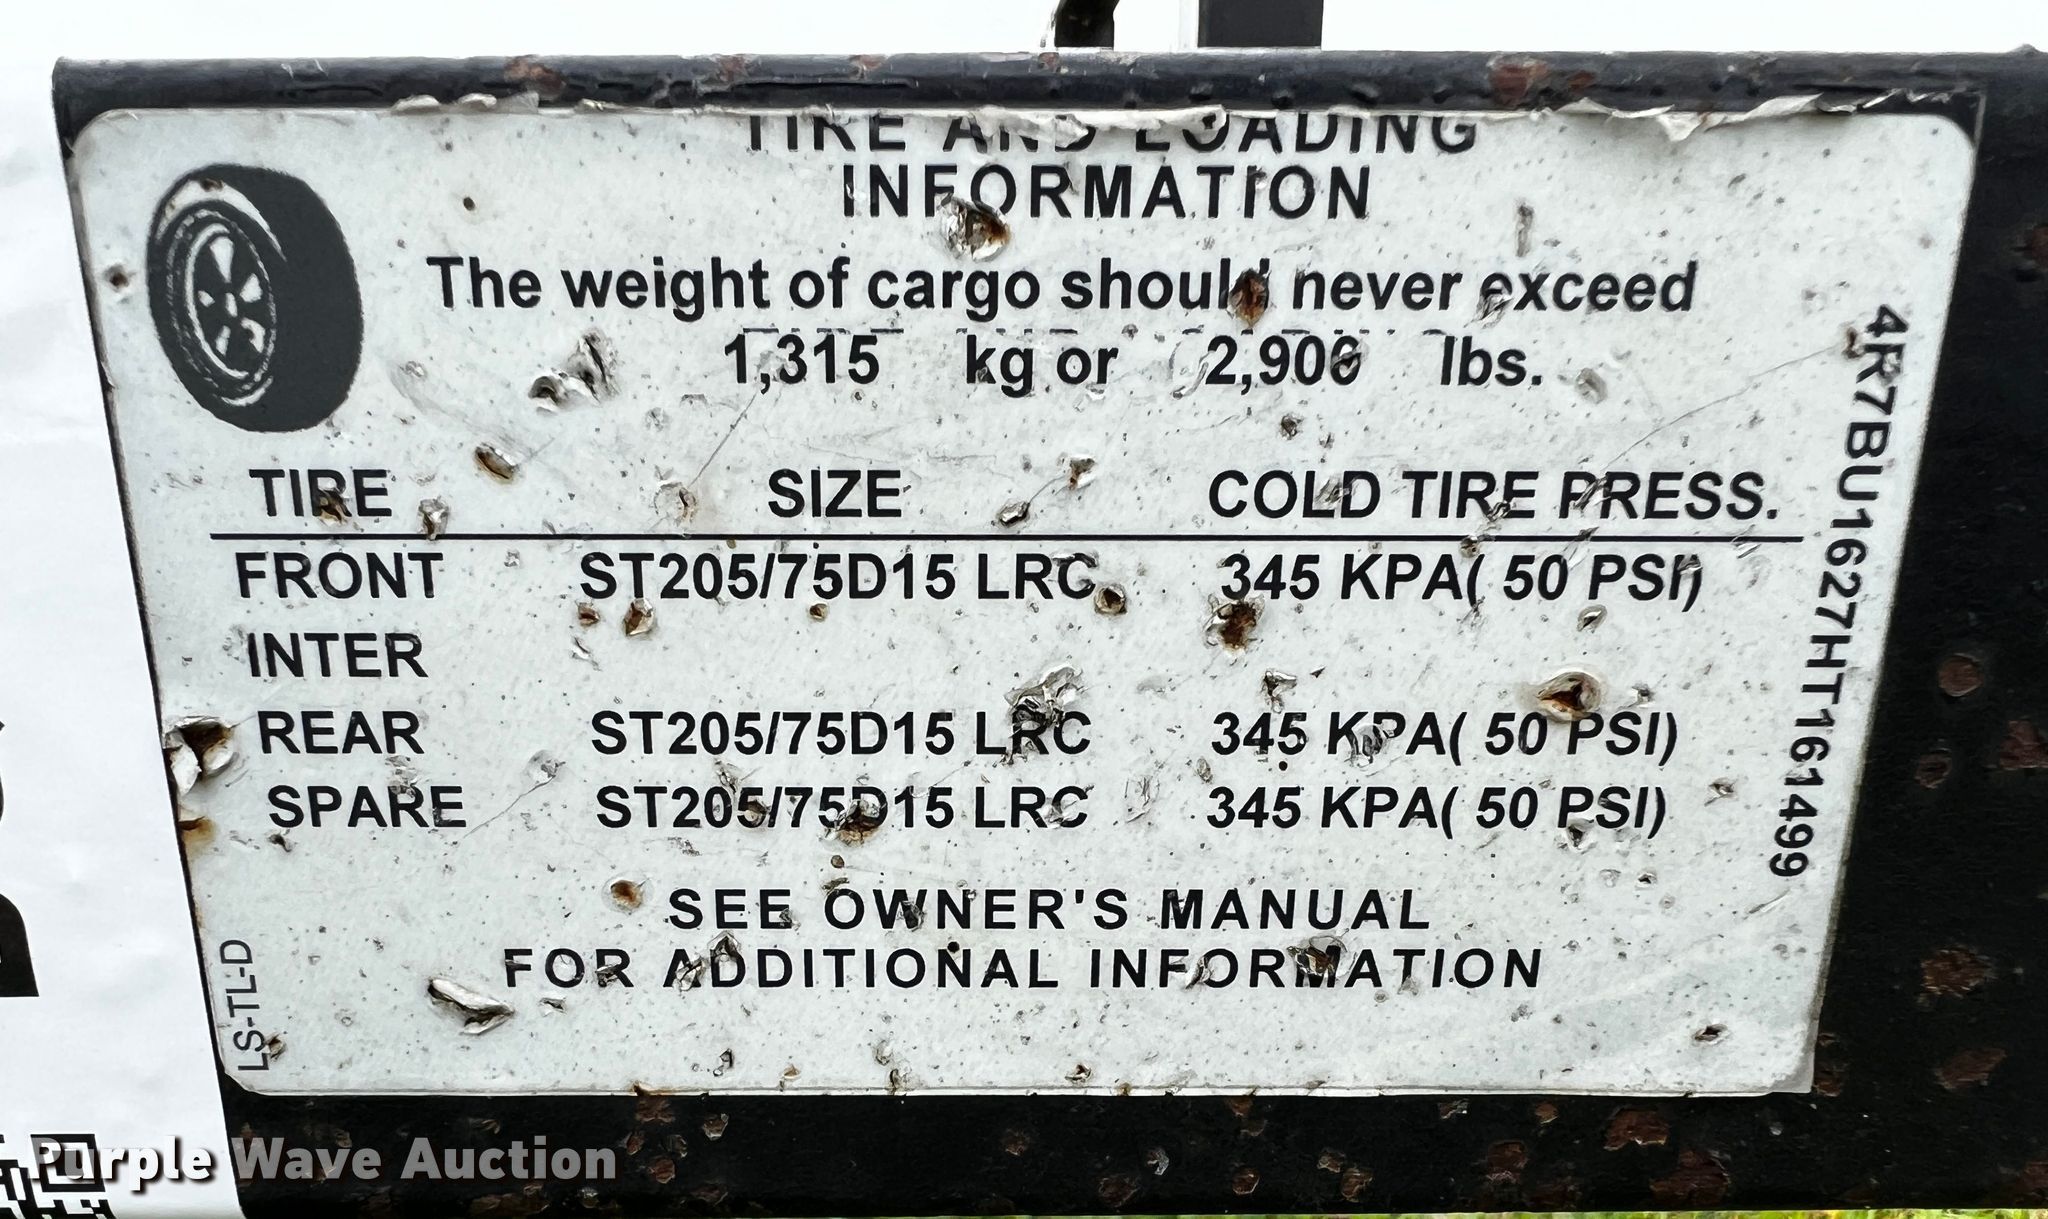 TIRE AND LOADING
INFORMATION
The weight of cargo should never exceed
1,315 kg or 2,900 lbs.
TIRE SIZE COLD TIRE PRESS.
FRONT ST205/75D15 LRC 345 KPA( 50 PSI)
INTER
REAR ST205/75D15 LRC 345 KPA( 50 PSI)
SPARE ST205/75D15 LRC 345 KPA( 50 PSI)
SEE OWNER'S MANUAL
FOR ADDITIONAL INFORMATION
LS-TL-D
4R7BU1627HT161499
Purple Wave Auction